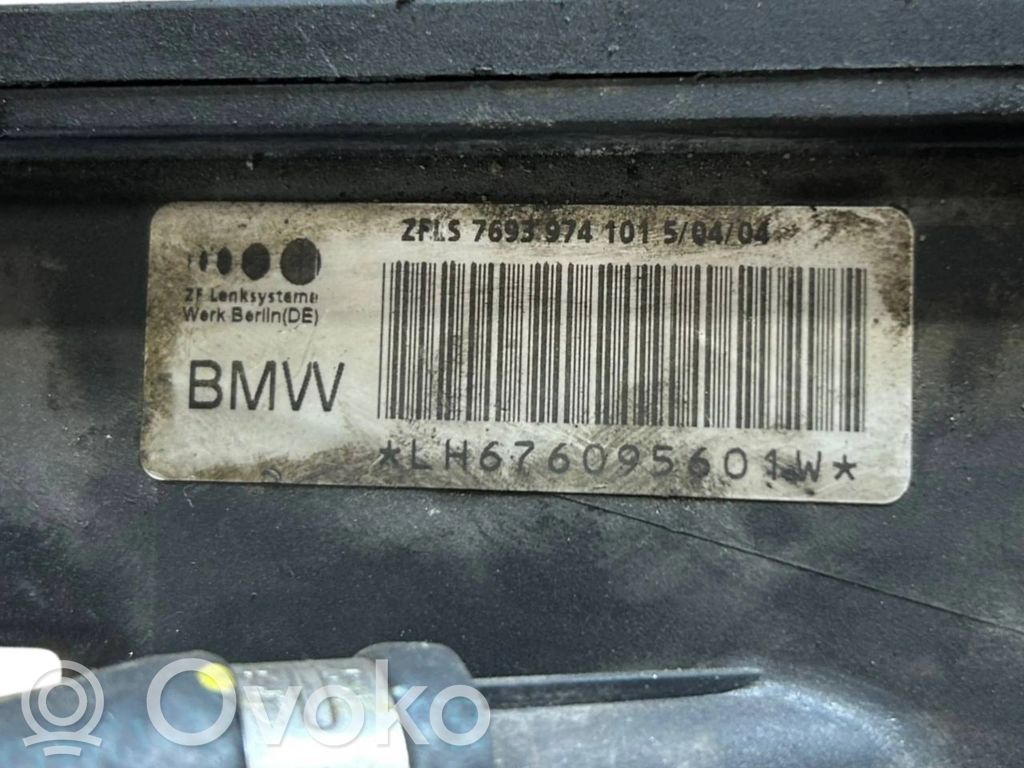 ZFLS 7693 974 101 5/04/04
ZF Lenksysteme
Werk Berlin(DE)
BMW
*LH676095601W*
Ovoko